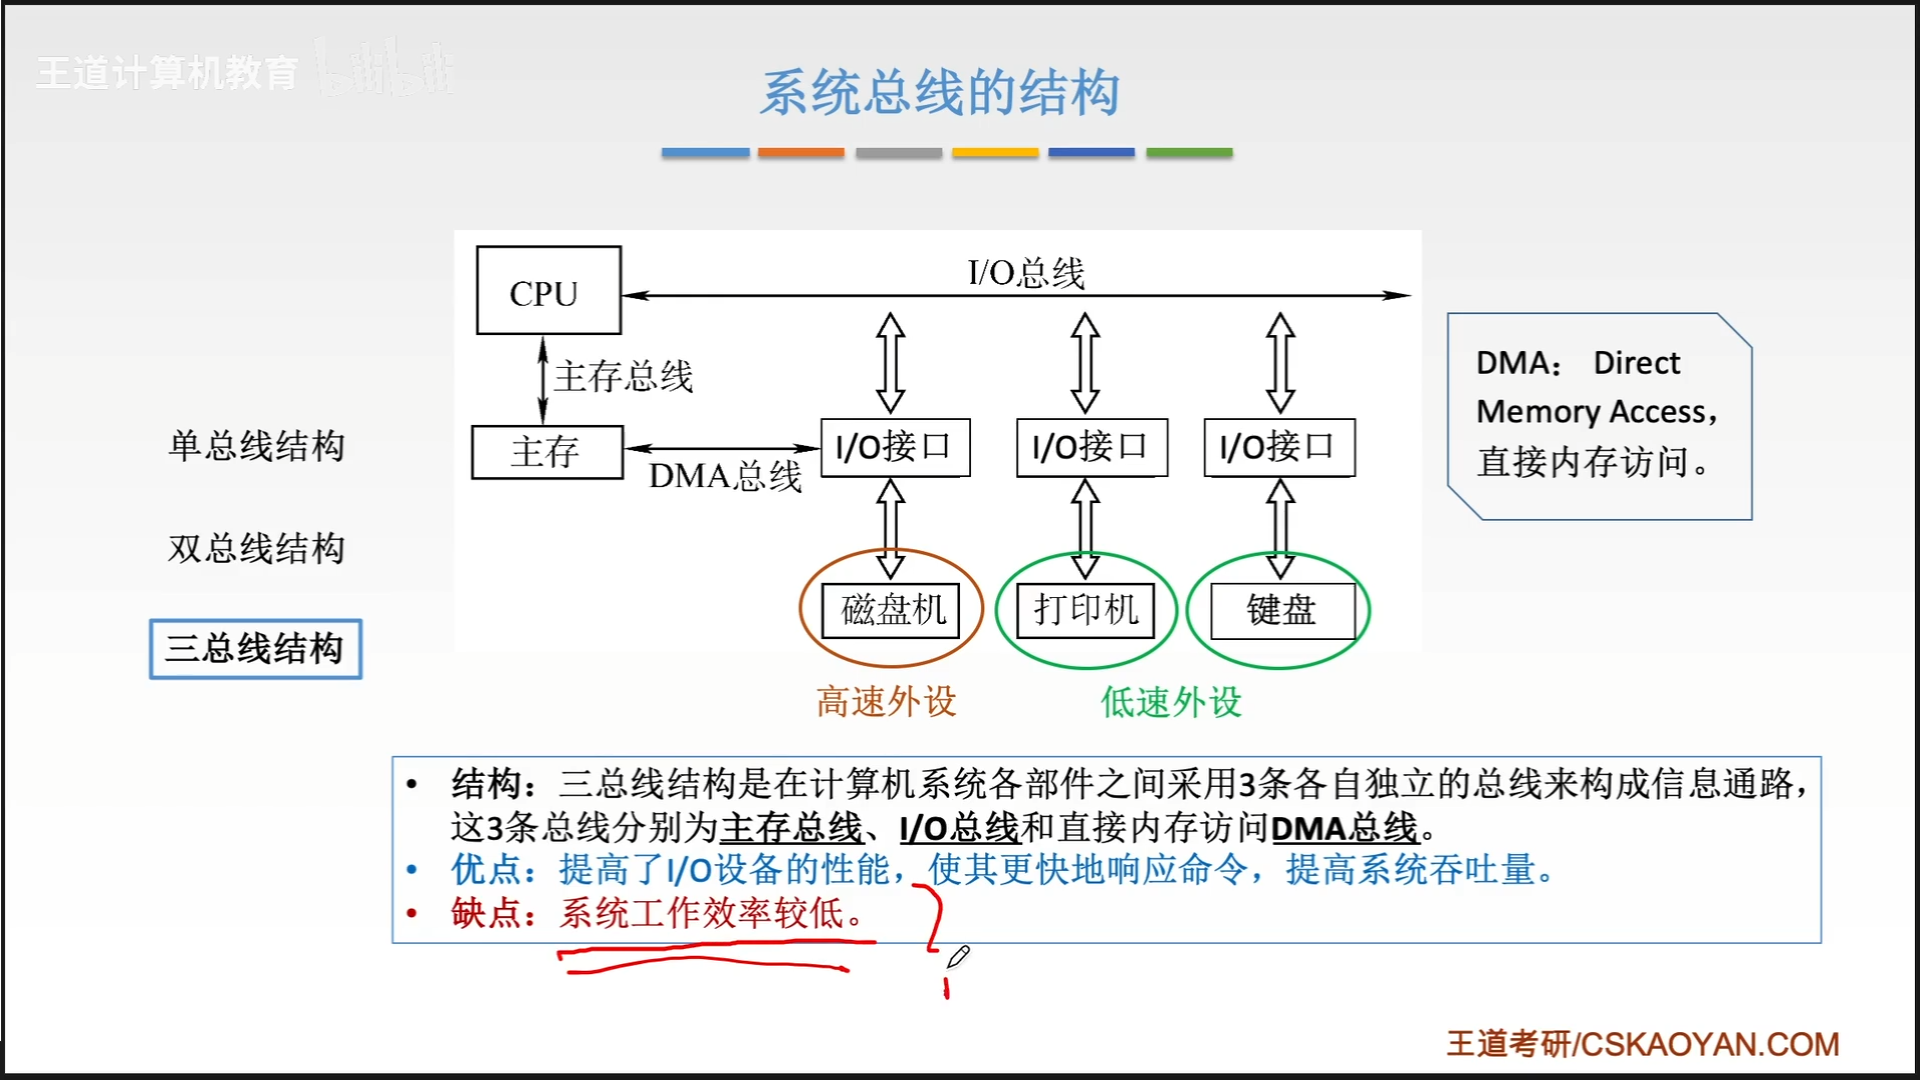 王道计算机教育 bilibili
系统总线的结构
CPU
I/O总线
主存总线
主存
DMA总线
I/O接口
I/O接口
I/O接口
磁盘机
打印机
键盘
高速外设
低速外设
DMA： Direct
Memory Access，
直接内存访问。
单总线结构
双总线结构
三总线结构
• 结构：三总线结构是在计算机系统各部件之间采用3条各自独立的总线来构成信息通路，
这3条总线分别为主存总线、I/O总线和直接内存访问DMA总线。
• 优点：提高了I/O设备的性能，使其更快地响应命令，提高系统吞吐量。
• 缺点：系统工作效率较低。
?
王道考研/CSKAOYAN.COM